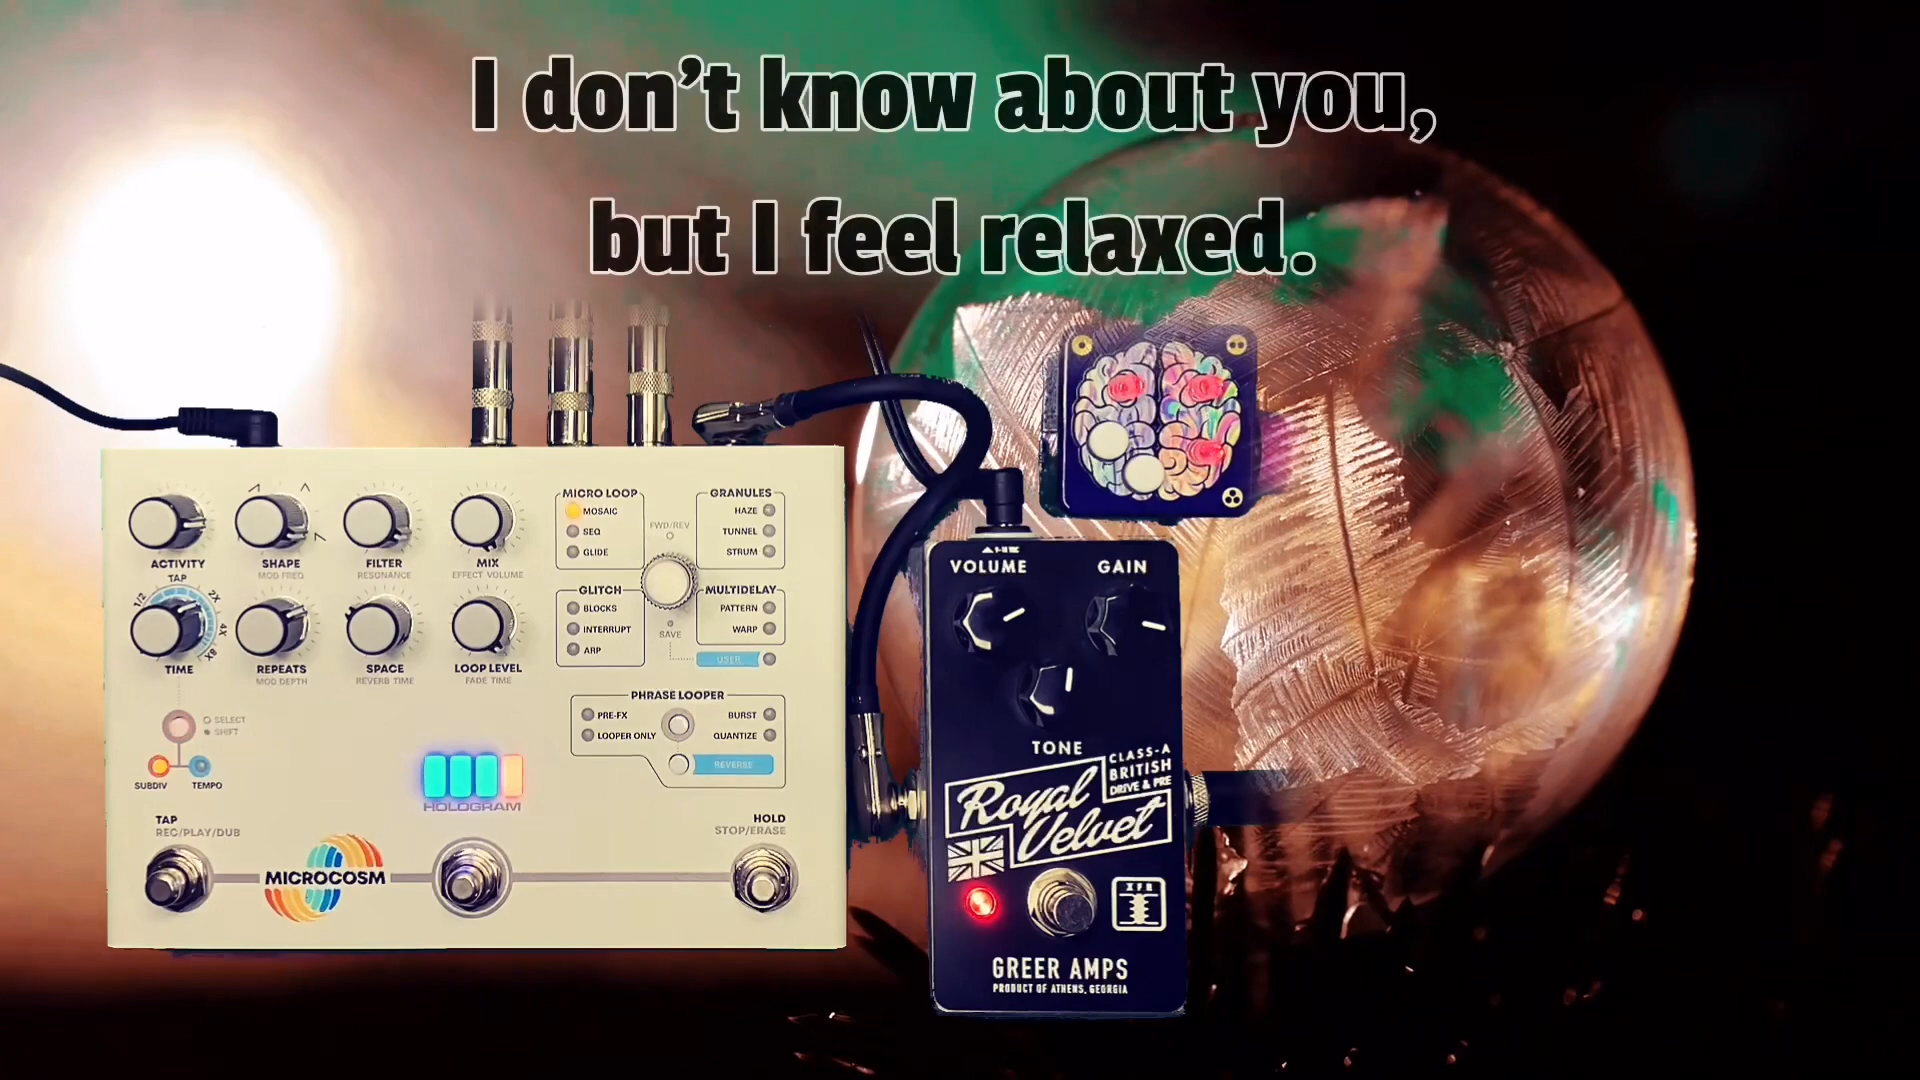 I don't know about you,
but I feel relaxed.
ACTIVITY
SHAPE
MOD FREQ
FILTER
RESONANCE
MIX
EFFECT VOLUME
TAP
1/2
2X
4X
8X
TIME
REPEATS
MOD DEPTH
SPACE
REVERB TIME
LOOP LEVEL
FADE TIME
MICRO LOOP
MOSAIC
SEQ
GLIDE
FWD/REV
GRANULES
HAZE
TUNNEL
STRUM
GLITCH
BLOCKS
INTERRUPT
ARP
SAVE
MULTIDELAY
PATTERN
WARP
USER
PHRASE LOOPER
PRE-FX
LOOPER ONLY
BURST
QUANTIZE
REVERSE
SELECT
SHIFT
SUBDIV
TEMPO
HOLOGRAM
TAP
REC/PLAY/DUB
HOLD
STOP/ERASE
MICROCOSM
VOLUME
GAIN
TONE
CLASS-A
BRITISH
DRIVE & PRE
Royal
Velvet
XFR
GREER AMPS
PRODUCT OF ATHENS, GEORGIA